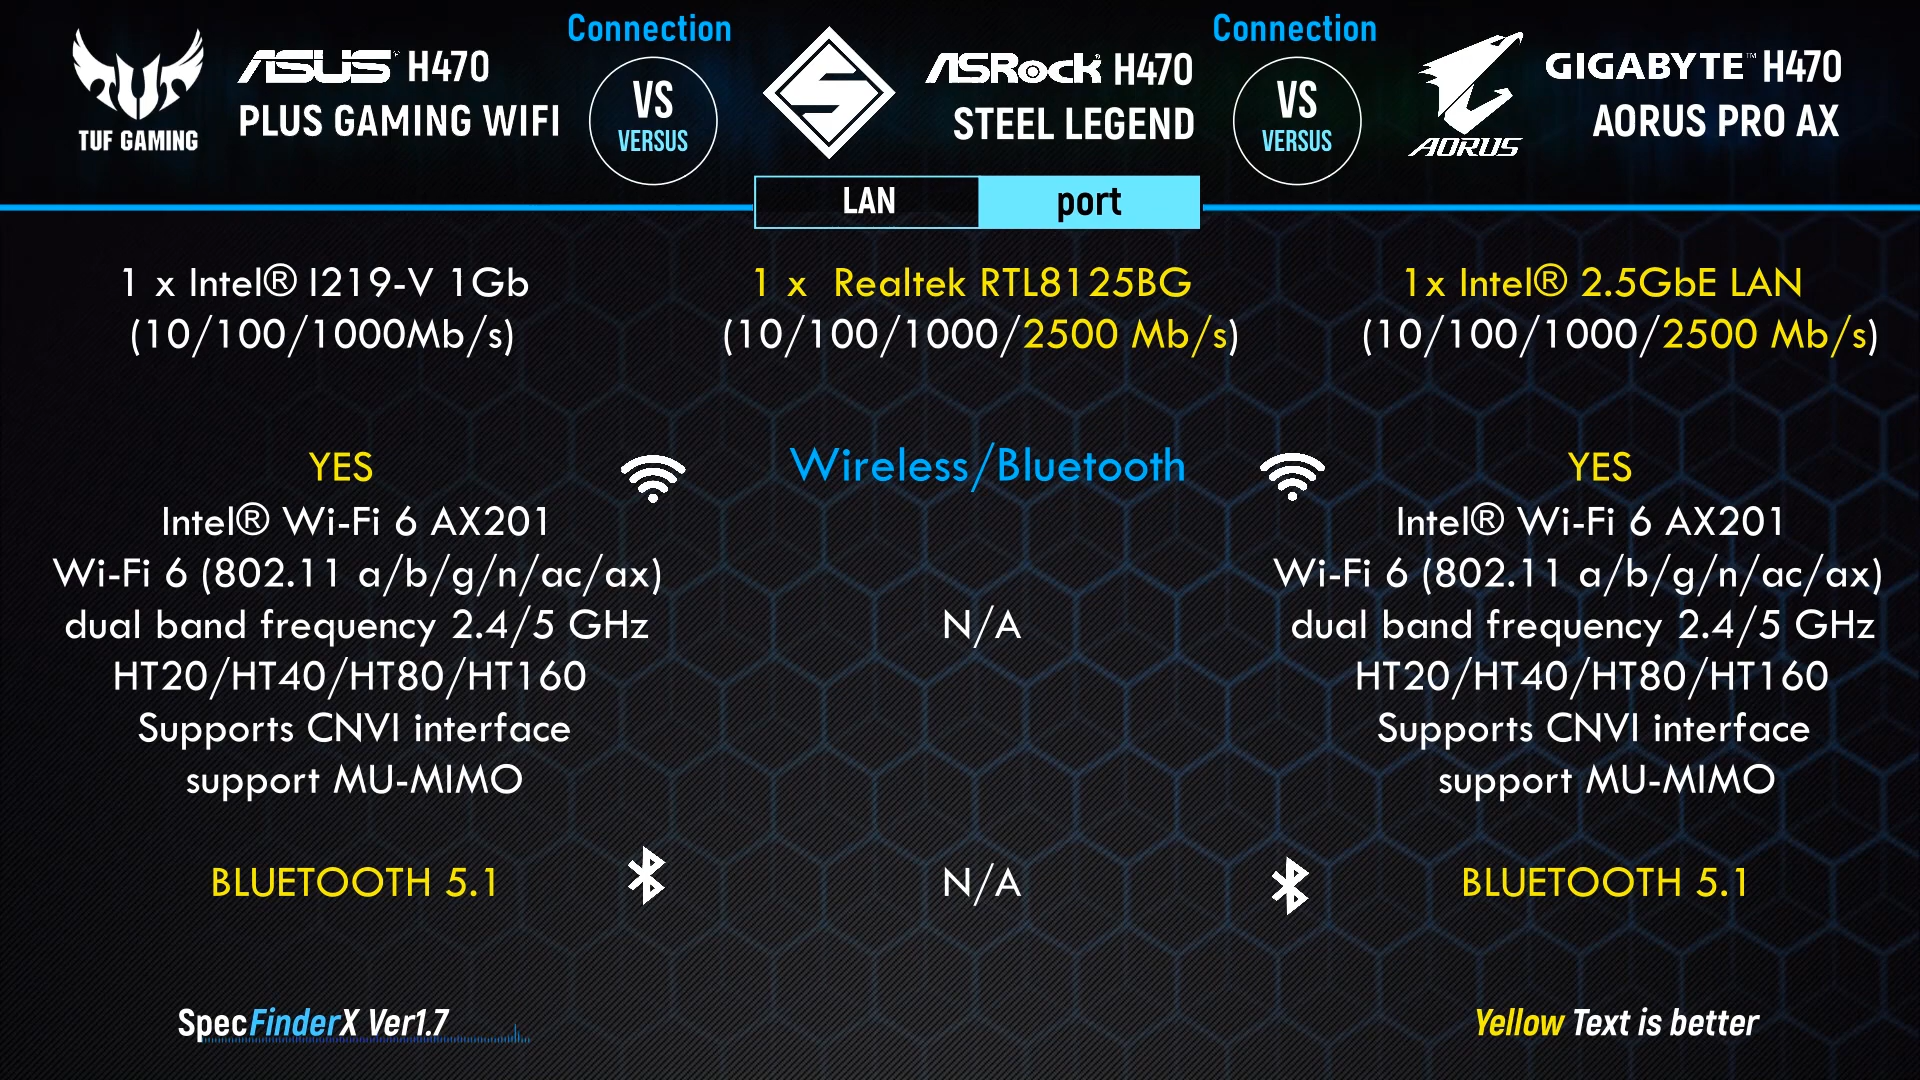 Connection
Connection
TUF GAMING
ASUS H470
PLUS GAMING WIFI
VS
VERSUS
ASRock H470
STEEL LEGEND
VS
VERSUS
AORUS
GIGABYTE™ H470
AORUS PRO AX
LAN port
1 x Intel® I219-V 1Gb
(10/100/1000Mb/s)
1 x Realtek RTL8125BG
(10/100/1000/2500 Mb/s)
1x Intel® 2.5GbE LAN
(10/100/1000/2500 Mb/s)
Wireless/Bluetooth
YES
Intel® Wi-Fi 6 AX201
Wi-Fi 6 (802.11 a/b/g/n/ac/ax)
dual band frequency 2.4/5 GHz
HT20/HT40/HT80/HT160
Supports CNVI interface
support MU-MIMO
N/A
YES
Intel® Wi-Fi 6 AX201
Wi-Fi 6 (802.11 a/b/g/n/ac/ax)
dual band frequency 2.4/5 GHz
HT20/HT40/HT80/HT160
Supports CNVI interface
support MU-MIMO
BLUETOOTH 5.1
N/A
BLUETOOTH 5.1
SpecFinderX Ver1.7
Yellow Text is better